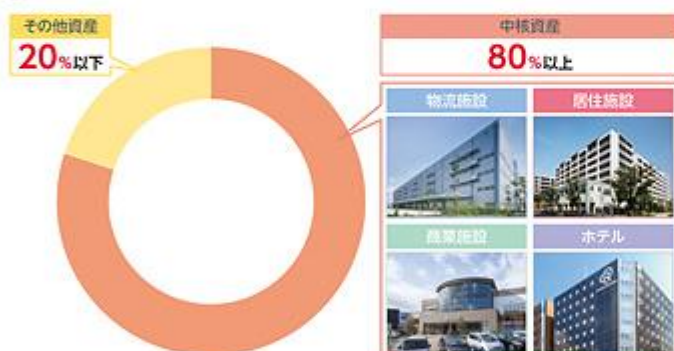 その他資産
20%以下
中核資産
80%以上
物流施設
居住施設
商業施設
ホテル